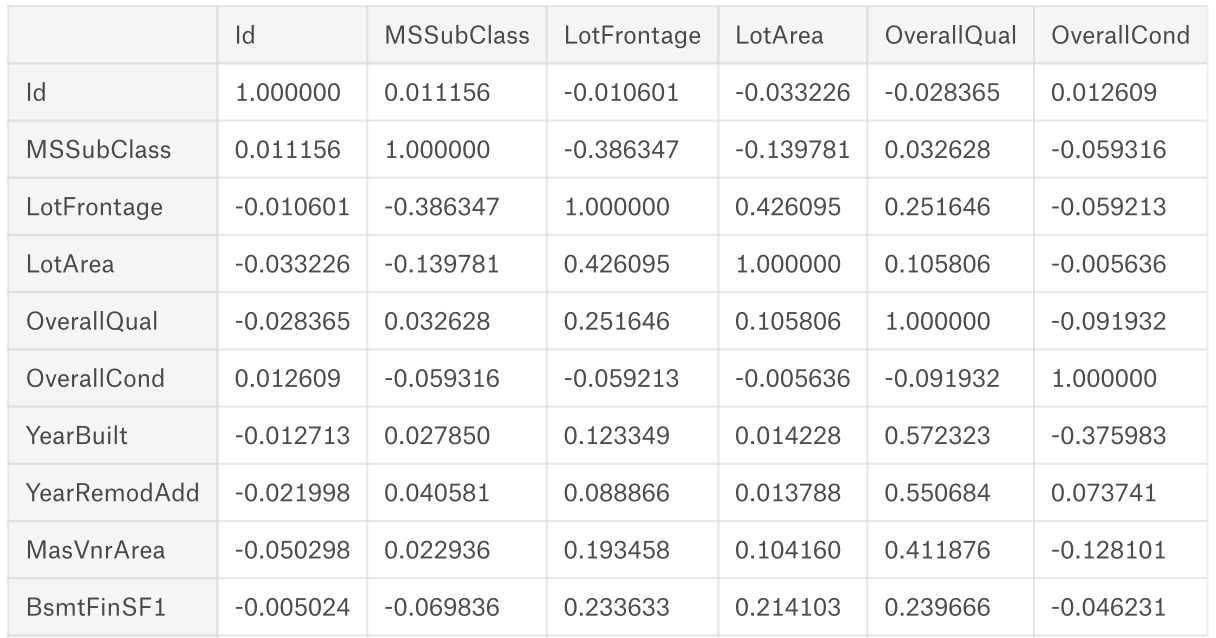 Id MSSubClass LotFrontage LotArea OverallQual OverallCond
Id 1.000000 0.011156 -0.010601 -0.033226 -0.028365 0.012609
MSSubClass 0.011156 1.000000 -0.386347 -0.139781 0.032628 -0.059316
LotFrontage -0.010601 -0.386347 1.000000 0.426095 0.251646 -0.059213
LotArea -0.033226 -0.139781 0.426095 1.000000 0.105806 -0.005636
OverallQual -0.028365 0.032628 0.251646 0.105806 1.000000 -0.091932
OverallCond 0.012609 -0.059316 -0.059213 -0.005636 -0.091932 1.000000
YearBuilt -0.012713 0.027850 0.123349 0.014228 0.572323 -0.375983
YearRemodAdd -0.021998 0.040581 0.088866 0.013788 0.550684 0.073741
MasVnrArea -0.050298 0.022936 0.193458 0.104160 0.411876 -0.128101
BsmtFinSF1 -0.005024 -0.069836 0.233633 0.214103 0.239666 -0.046231